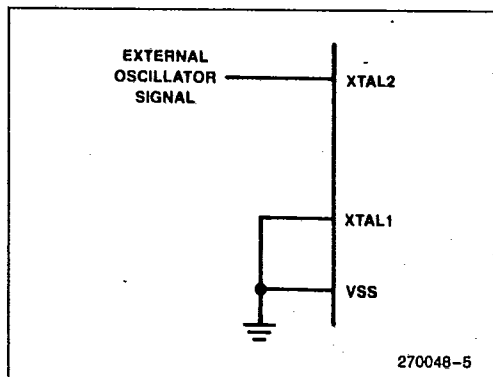 EXTERNAL
OSCILLATOR
SIGNAL
XTAL2
XTAL1
VSS
270048-5